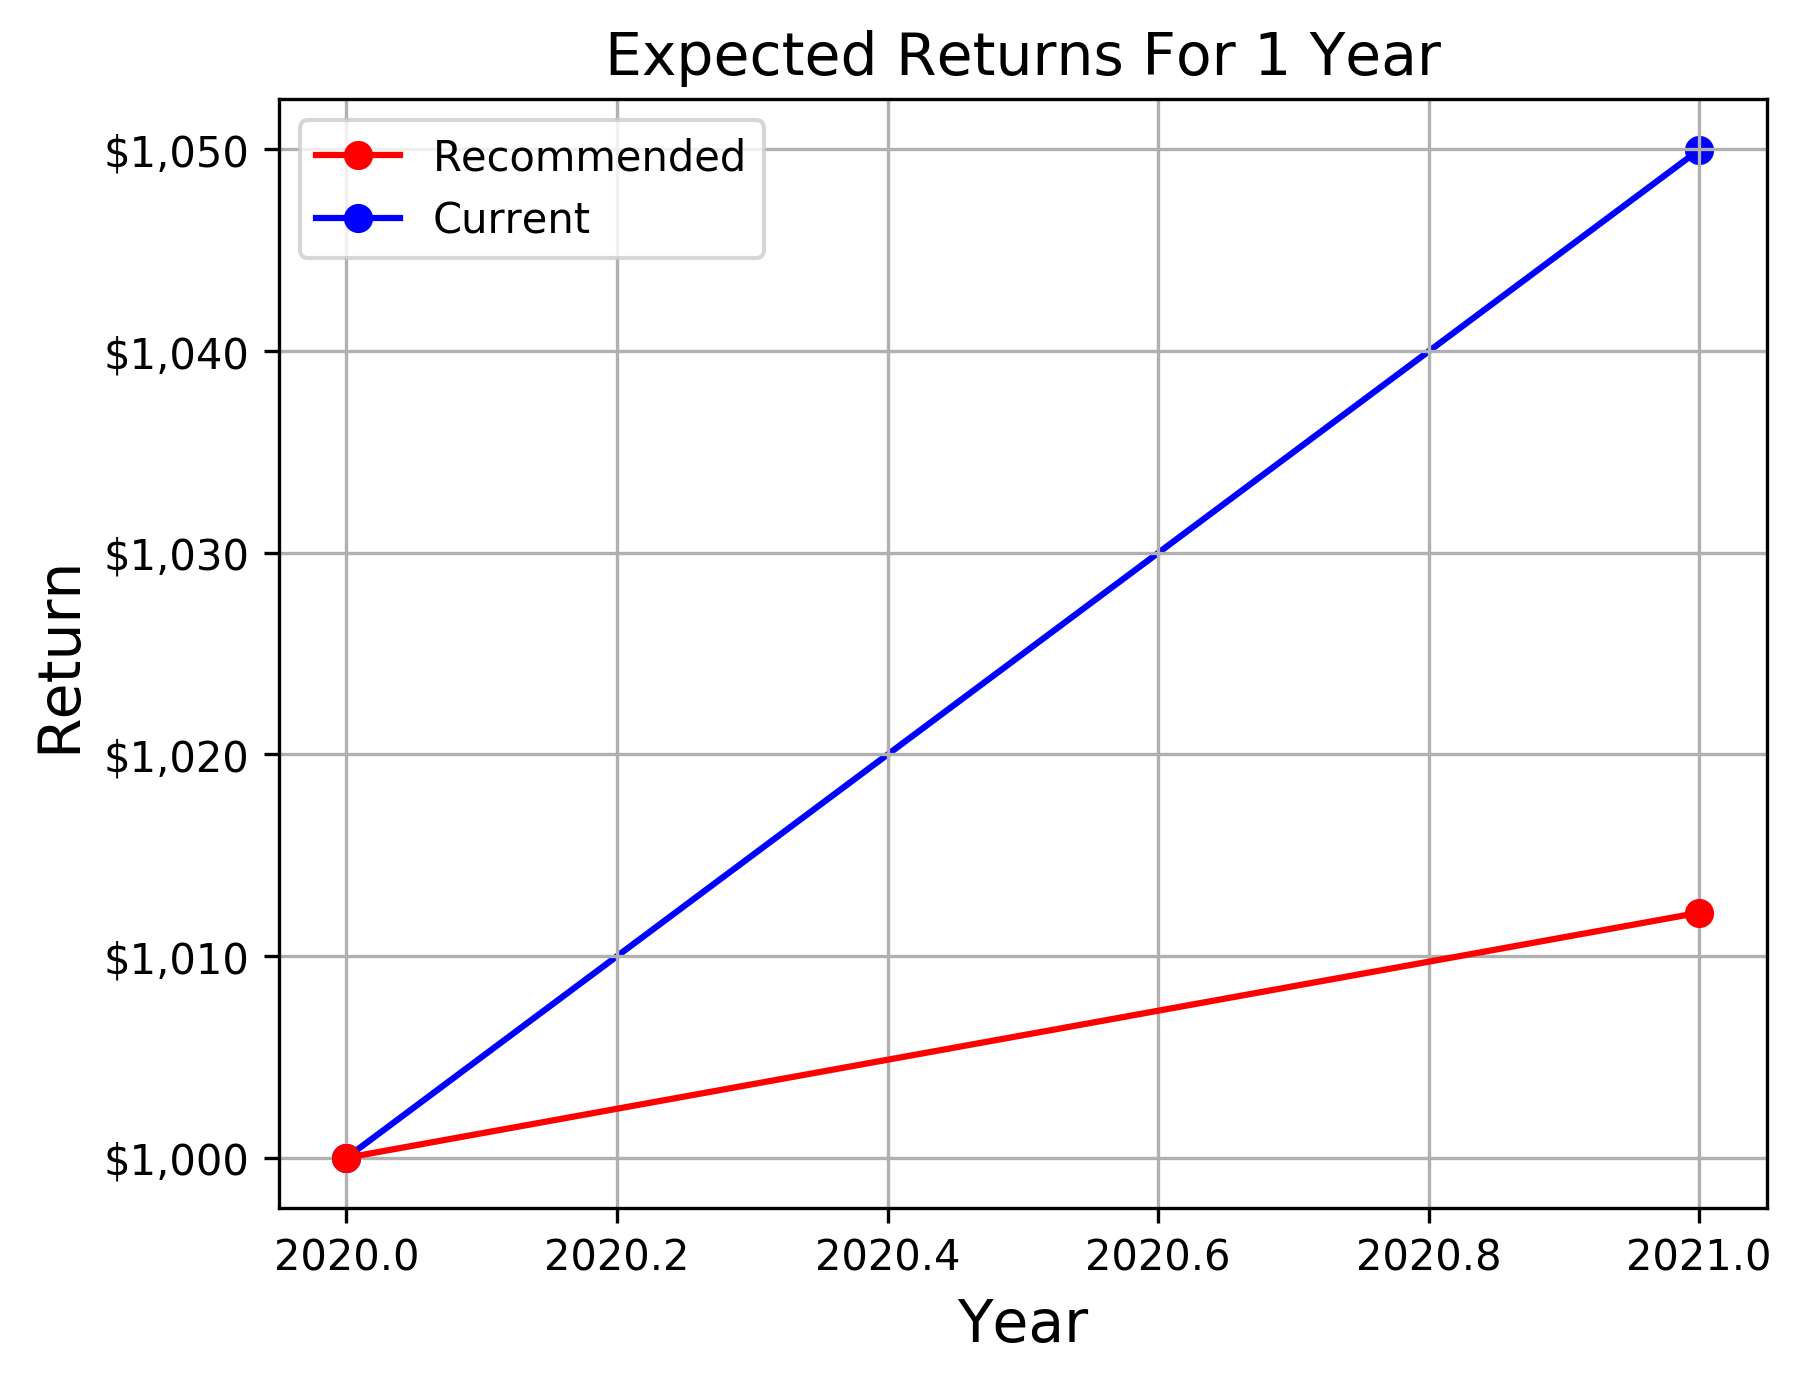 Expected Returns For 1 Year
Recommended
Current
$1,050
$1,040
$1,030
$1,020
$1,010
$1,000
Return
2020.0 2020.2 2020.4 2020.6 2020.8 2021.0
Year